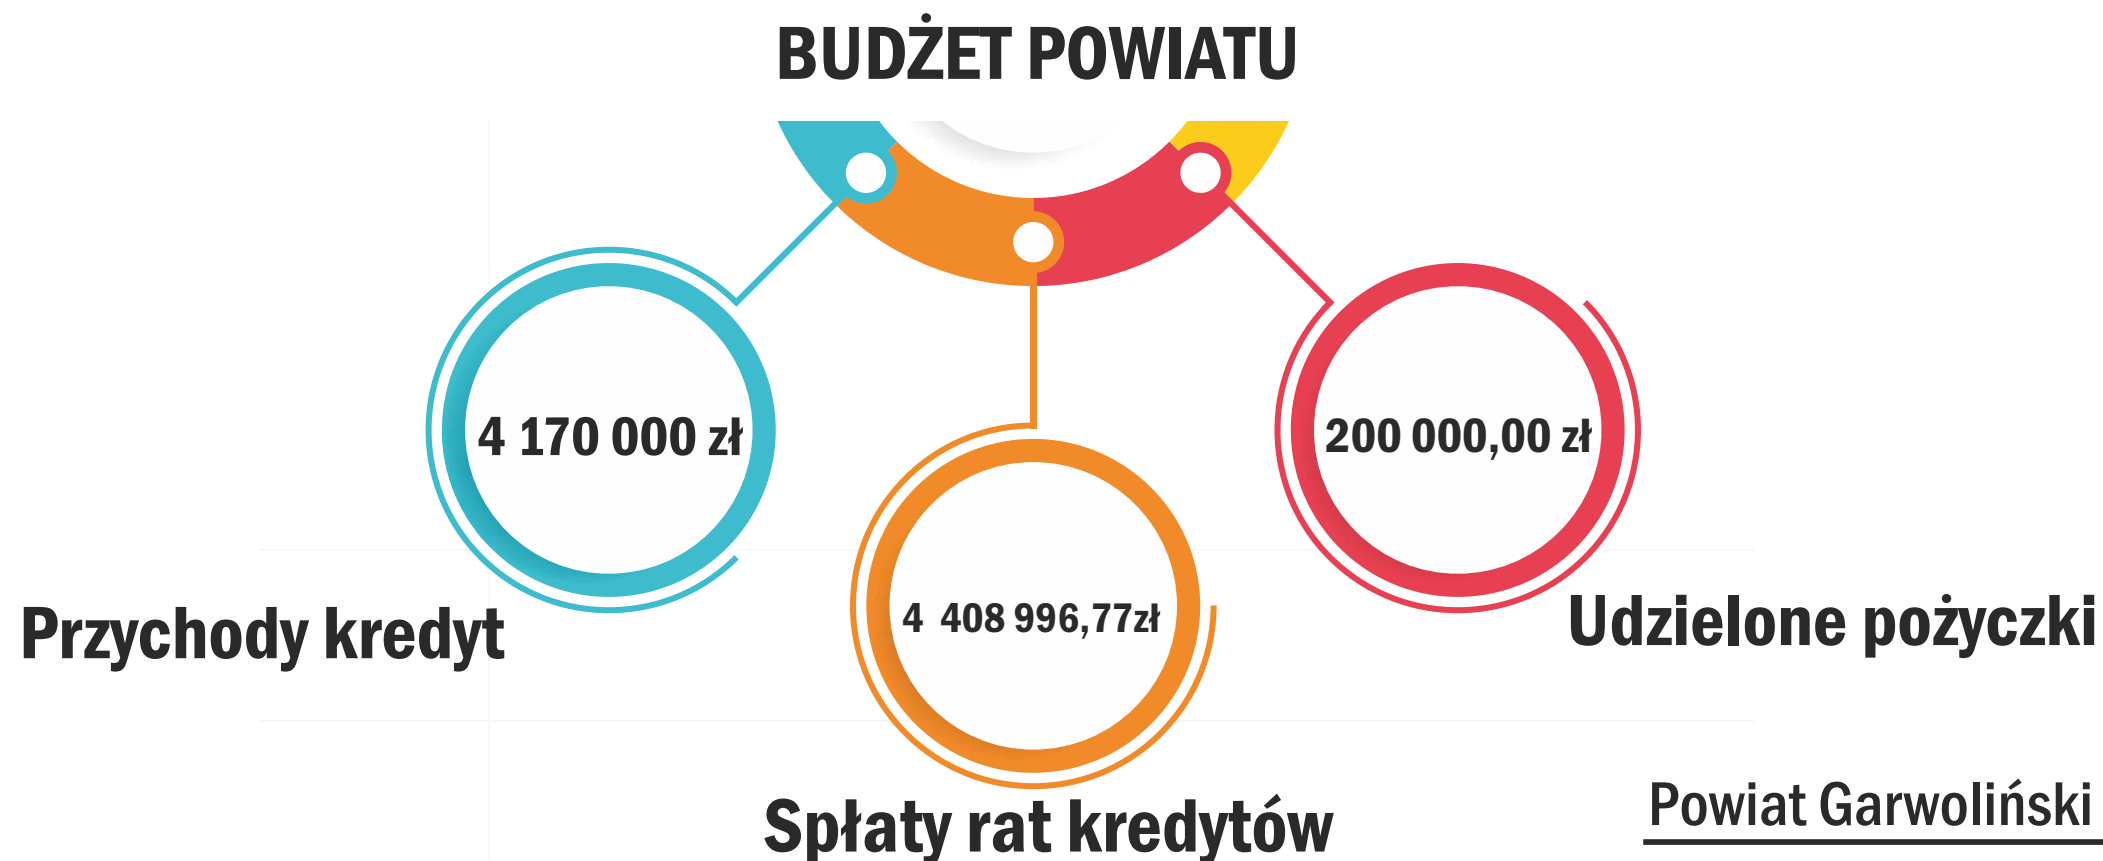 BUDŻET POWIATU
4 170 000 zł
200 000,00 zł
4 408 996,77zł
Przychody kredyt
Udzielone pożyczki
Spłaty rat kredytów
Powiat Garwoliński